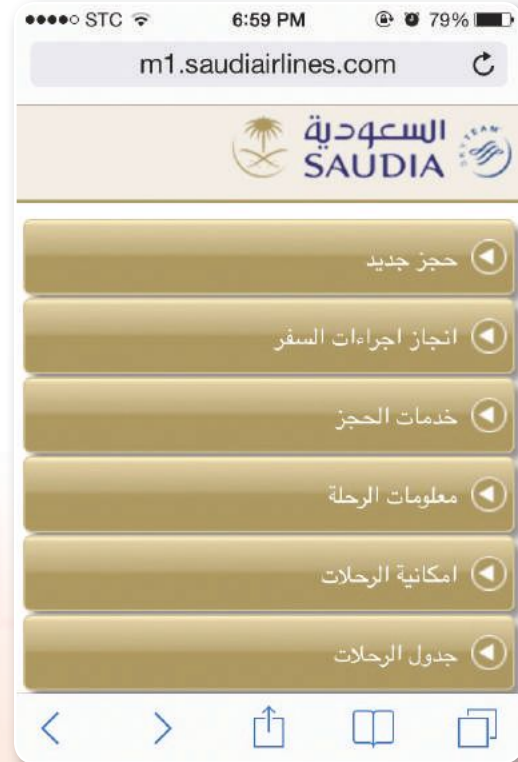 STC 6:59 PM 79%
m1.saudiairlines.com
السعودية
SAUDIA
SKYTEAM
حجز جديد
انجاز اجراءات السفر
خدمات الحجز
معلومات الرحلة
امكانية الرحلات
جدول الرحلات